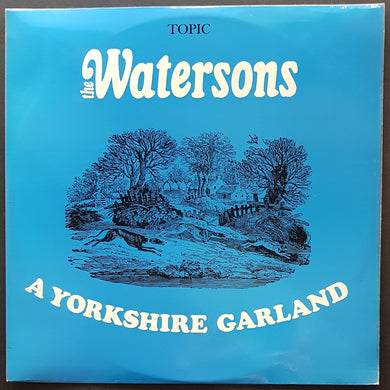 TOPIC
the Watersons
A YORKSHIRE GARLAND